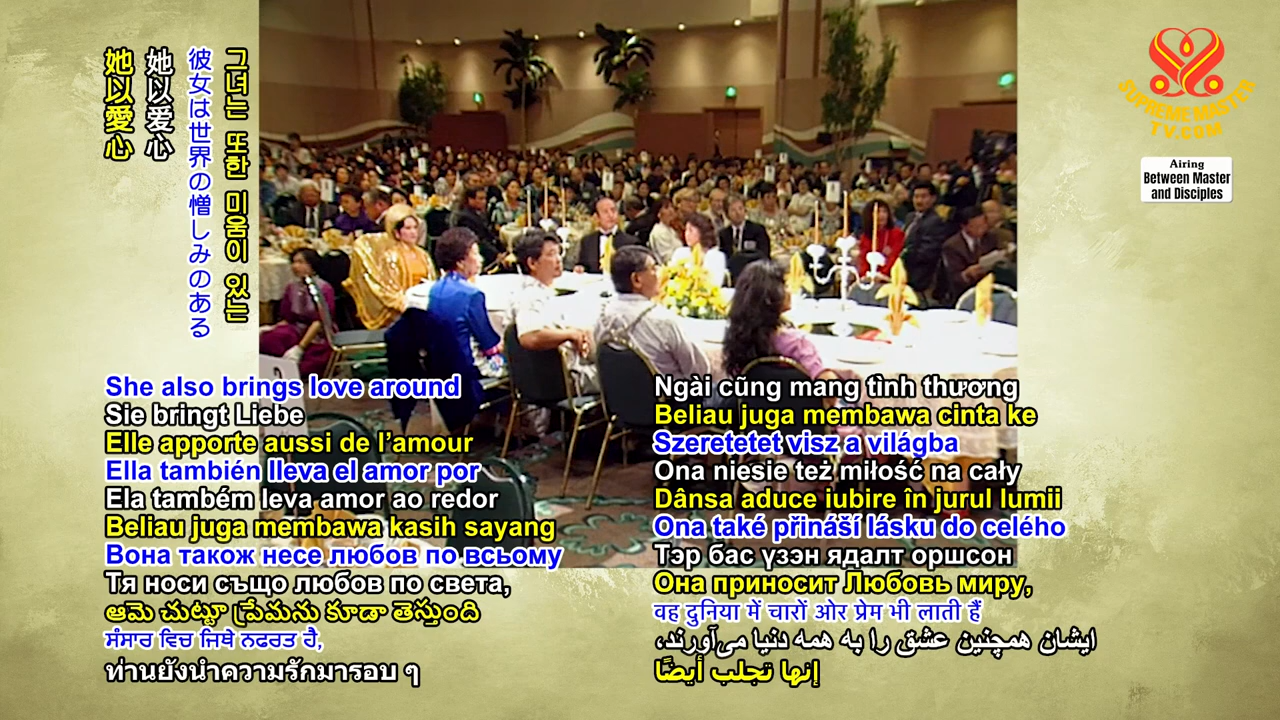 她以愛心
她以爱心
彼女は世界の憎しみのある
그녀는 또한 미움이 있는
SUPREME MASTER
TV.COM
Airing
Between Master
and Disciples
She also brings love around
Sie bringt Liebe
Elle apporte aussi de l’amour
Ella también lleva el amor por
Ela também leva amor ao redor
Beliau juga membawa kasih sayang
Вона також несе любов по всьому
Тя носи също любов по света,
ఆమె చుట్టూ ప్రేమను కూడా తెస్తుంది
ਸੰਸਾਰ ਵਿਚ ਜਿਥੇ ਨਫਰਤ ਹੈ,
ท่านยังนำความรักมารอบ ๆ
Ngài cũng mang tình thương
Beliau juga membawa cinta ke
Szeretetet visz a világba
Ona niesie też miłość na cały
Dânsa aduce iubire în jurul lumii
Ona také přináší lásku do celého
Тэр бас үзэн ядалт оршсон
Она приносит Любовь миру,
वह दुनिया में चारों ओर प्रेम भी लाती हैं
ایشان همچنین عشق را به همه دنیا می‌آورند،
إنها تجلب أيضًا